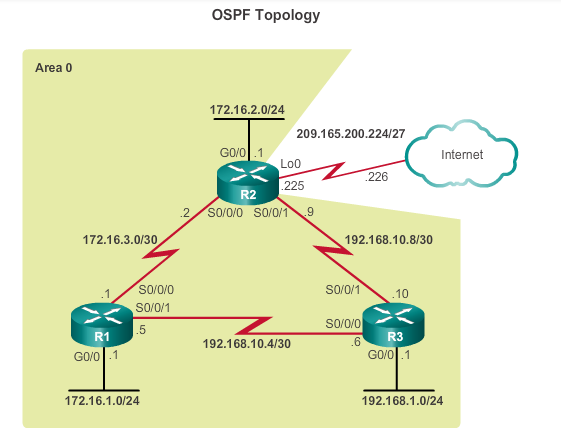 OSPF Topology
Area 0
172.16.2.0/24
209.165.200.224/27
G0/0 .1
Lo0
Internet
.225
.226
R2
.2 S0/0/0 S0/0/1 .9
172.16.3.0/30
192.168.10.8/30
.1 S0/0/0
S0/0/1 .10
S0/0/1
S0/0/0
R1
.5
R3
192.168.10.4/30
.6
G0/0 .1
G0/0 .1
172.16.1.0/24
192.168.1.0/24